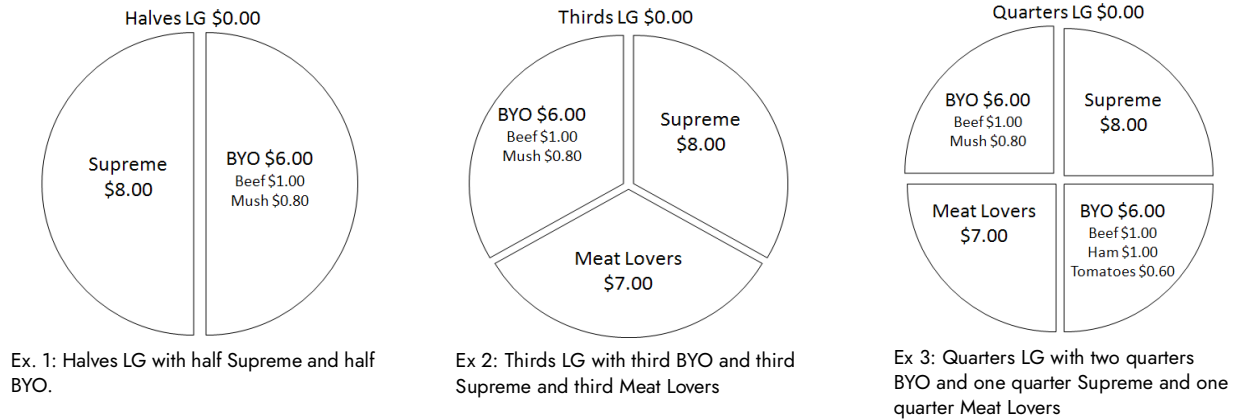 Halves LG $0.00
Supreme
$8.00
BYO $6.00
Beef $1.00
Mush $0.80
Ex. 1: Halves LG with half Supreme and half
BYO.
Thirds LG $0.00
BYO $6.00
Beef $1.00
Mush $0.80
Supreme
$8.00
Meat Lovers
$7.00
Ex 2: Thirds LG with third BYO and third
Supreme and third Meat Lovers
Quarters LG $0.00
BYO $6.00
Beef $1.00
Mush $0.80
Supreme
$8.00
Meat Lovers
$7.00
BYO $6.00
Beef $1.00
Ham $1.00
Tomatoes $0.60
Ex 3: Quarters LG with two quarters
BYO and one quarter Supreme and one
quarter Meat Lovers